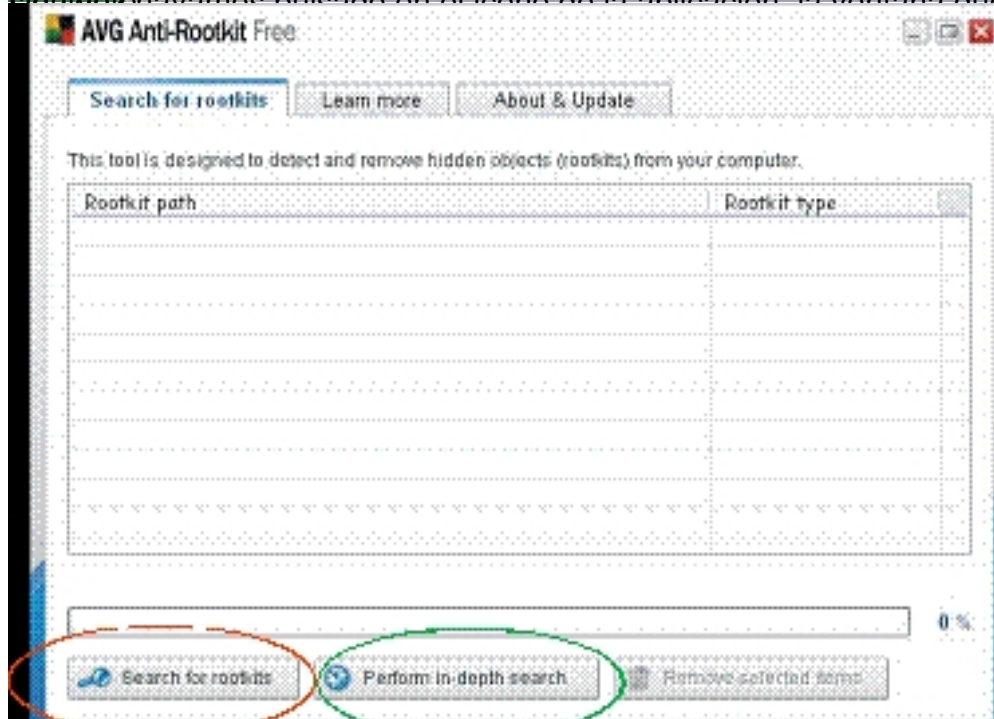 AVG Anti-Rootkit Free
Search for rootkits Learn more About & Update
This tool is designed to detect and remove hidden objects (rootkits) from your computer.
Rootkit path Rootkit type
0 %
Search for rootkits Perform in-depth search Remove selected items